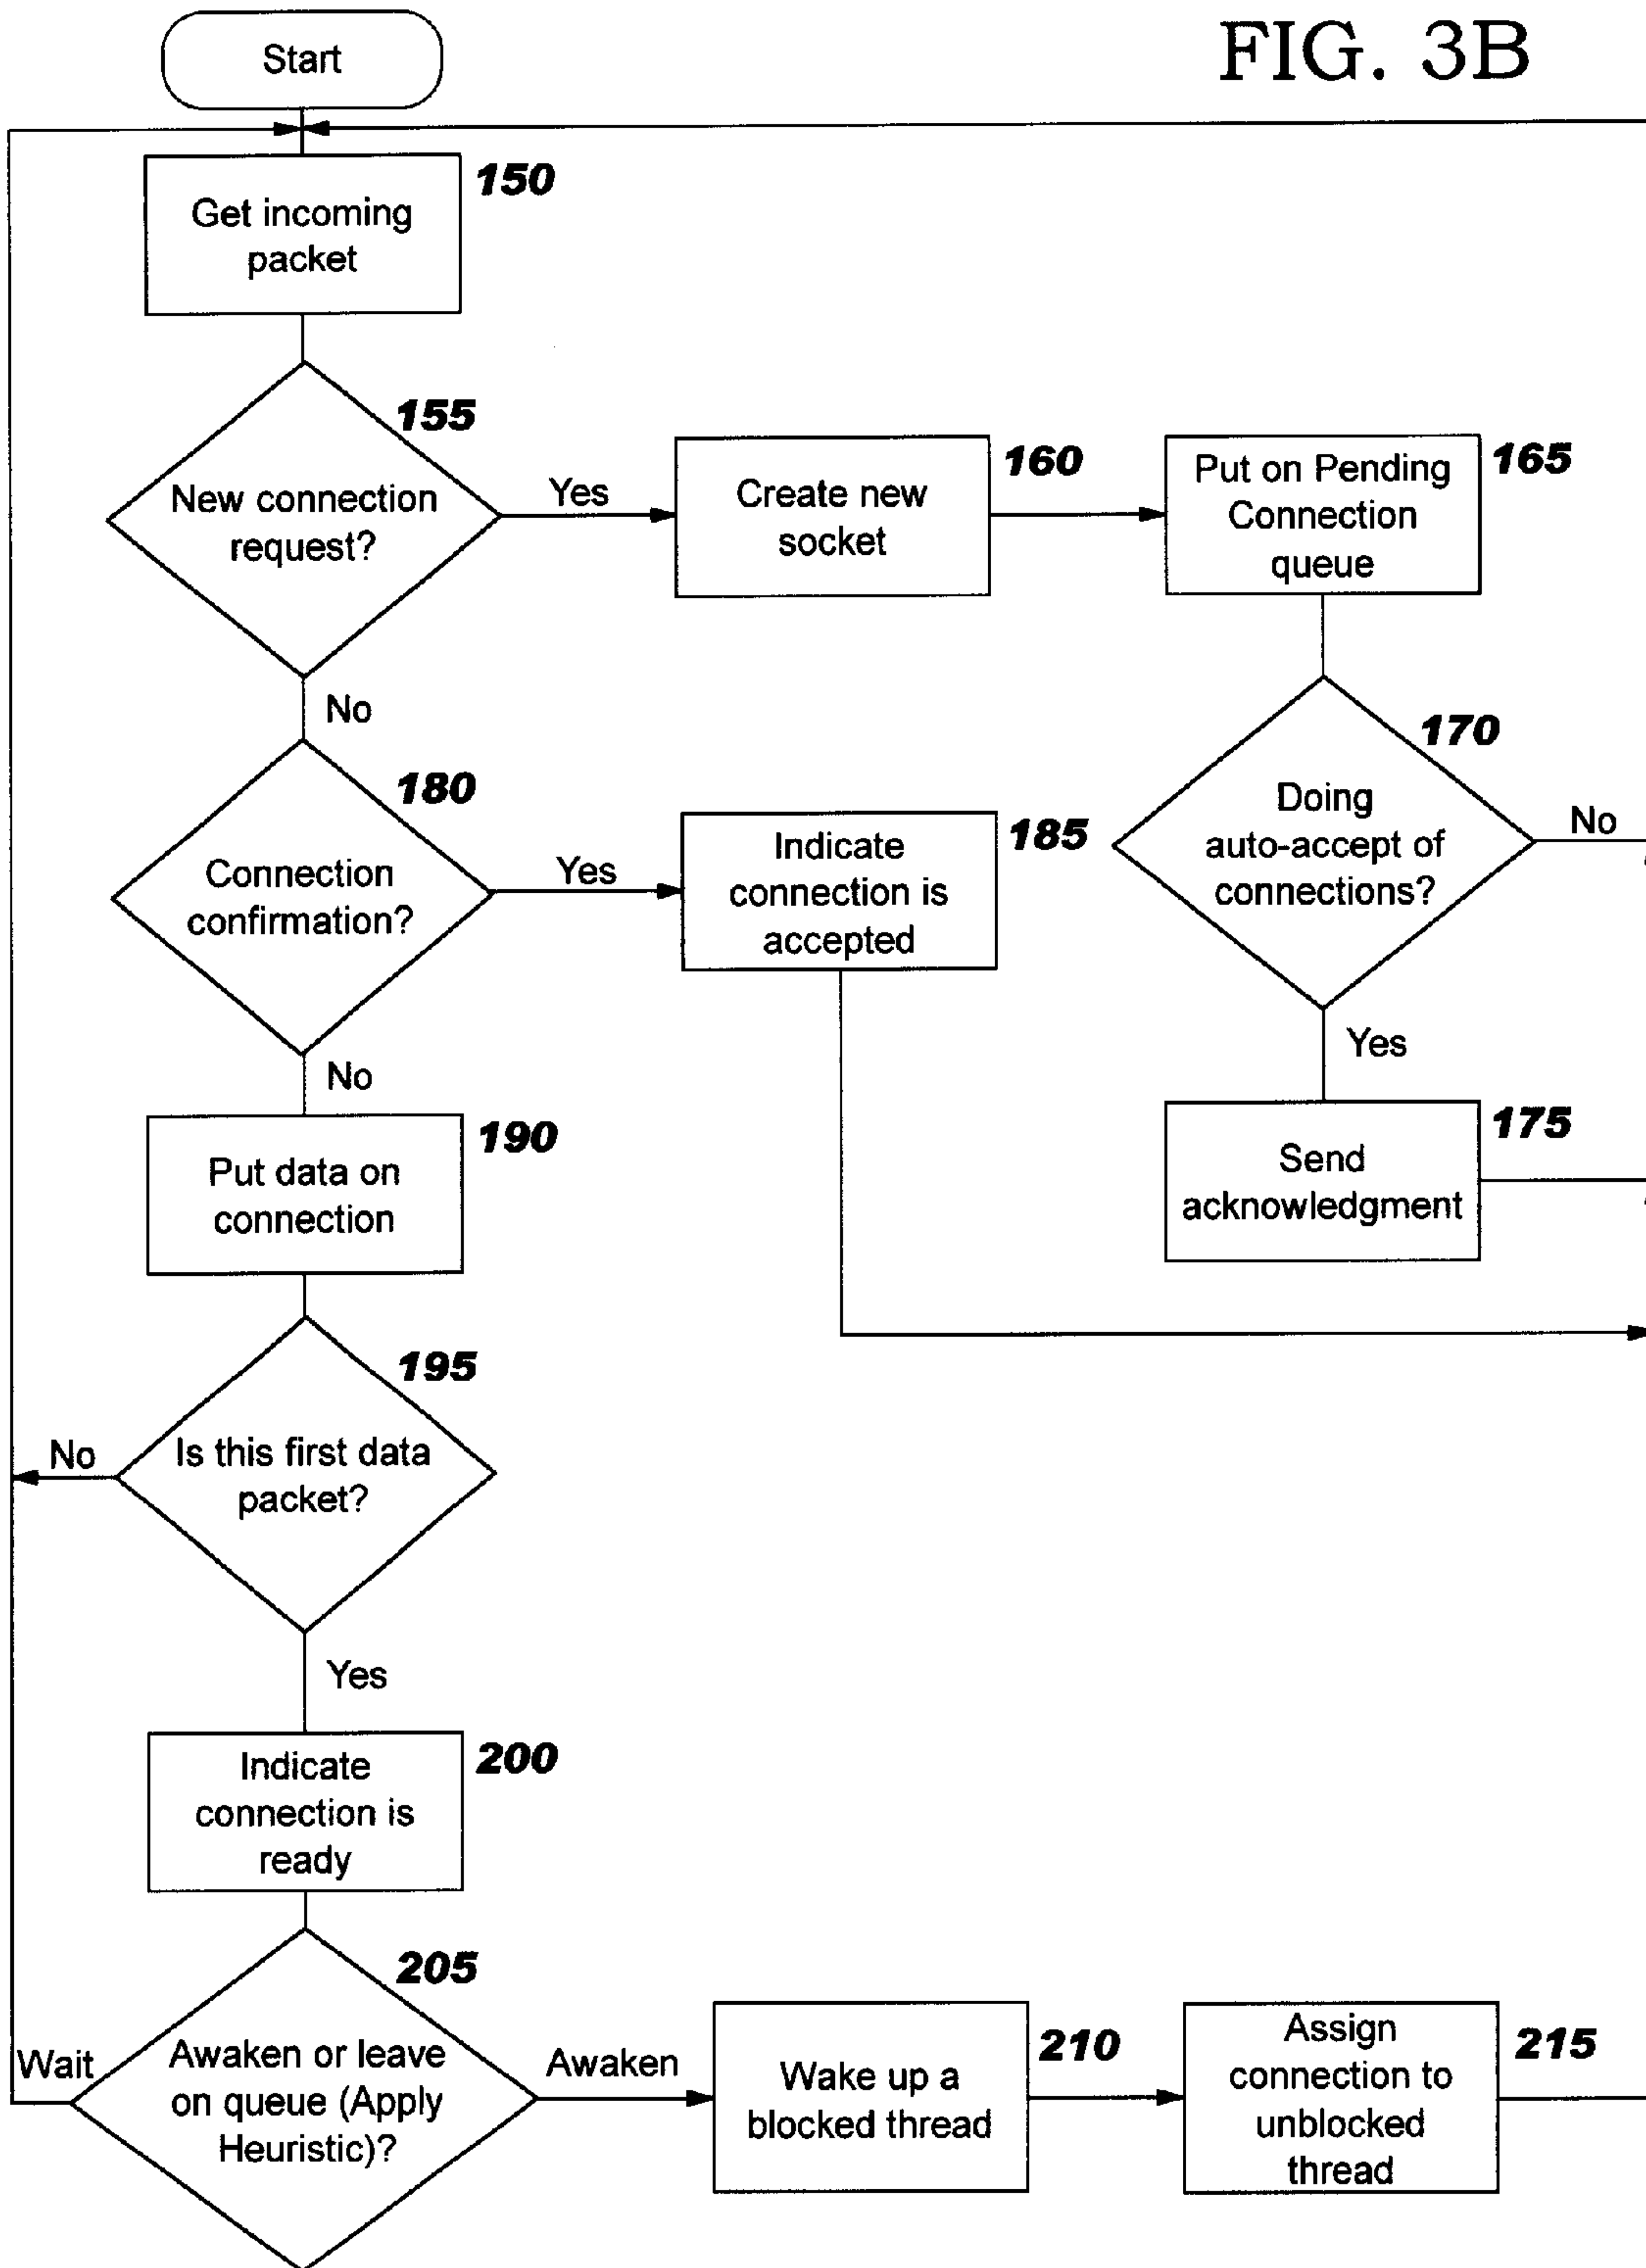 FIG. 3B
Start
150
Get incoming
packet
155
New connection
request?
Yes
160
Create new
socket
165
Put on Pending
Connection
queue
No
170
Doing
auto-accept of
connections?
No
Yes
175
Send
acknowledgment
180
Connection
confirmation?
Yes
185
Indicate
connection is
accepted
No
190
Put data on
connection
195
Is this first data
packet?
No
Yes
200
Indicate
connection is
ready
205
Awaken or leave
on queue (Apply
Heuristic)?
Wait
Awaken
210
Wake up a
blocked thread
215
Assign
connection to
unblocked
thread